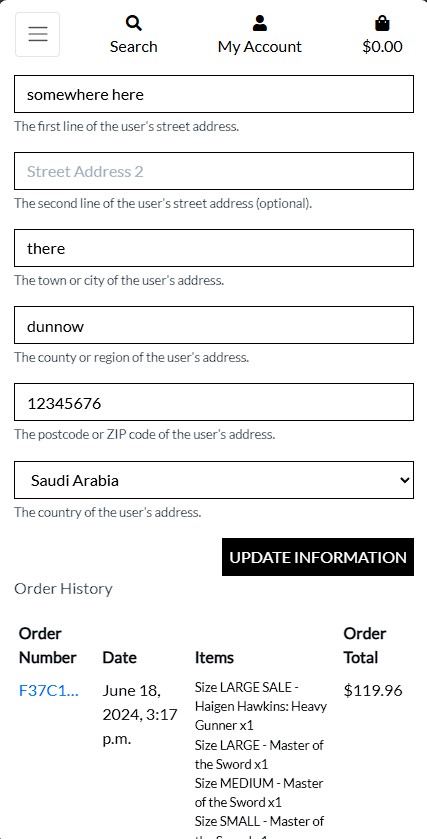 Search
My Account
$0.00
somewhere here
The first line of the user's street address.
Street Address 2
The second line of the user's street address (optional).
there
The town or city of the user's address.
dunnow
The county or region of the user's address.
12345676
The postcode or ZIP code of the user's address.
Saudi Arabia
The country of the user's address.
UPDATE INFORMATION
Order History
Order
Number
Date
Items
Order
Total
F37C1...
June 18,
2024, 3:17
p.m.
Size LARGE SALE -
Haigen Hawkins: Heavy
Gunner x1
Size LARGE - Master of
the Sword x1
Size MEDIUM - Master
of the Sword x1
Size SMALL - Master of
$119.96